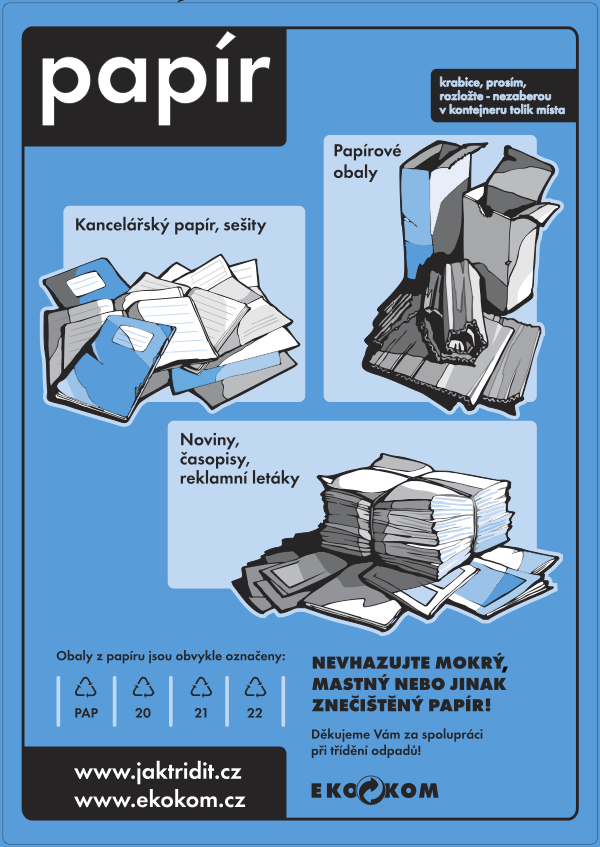 papír
krabice, prosím,
rozložte - nezaberou
v kontejneru tolik místa
Papírové
obaly
Kancelářský papír, sešity
Noviny,
časopisy,
reklamní letáky
Obaly z papíru jsou obvykle označeny:
PAP 20 21 22
NEVHAZUJTE MOKRÝ,
MASTNÝ NEBO JINAK
ZNEČIŠTĚNÝ PAPÍR!
Děkujeme Vám za spolupráci
při třídění odpadů!
www.jaktridit.cz
www.ekokom.cz
EKO KOM